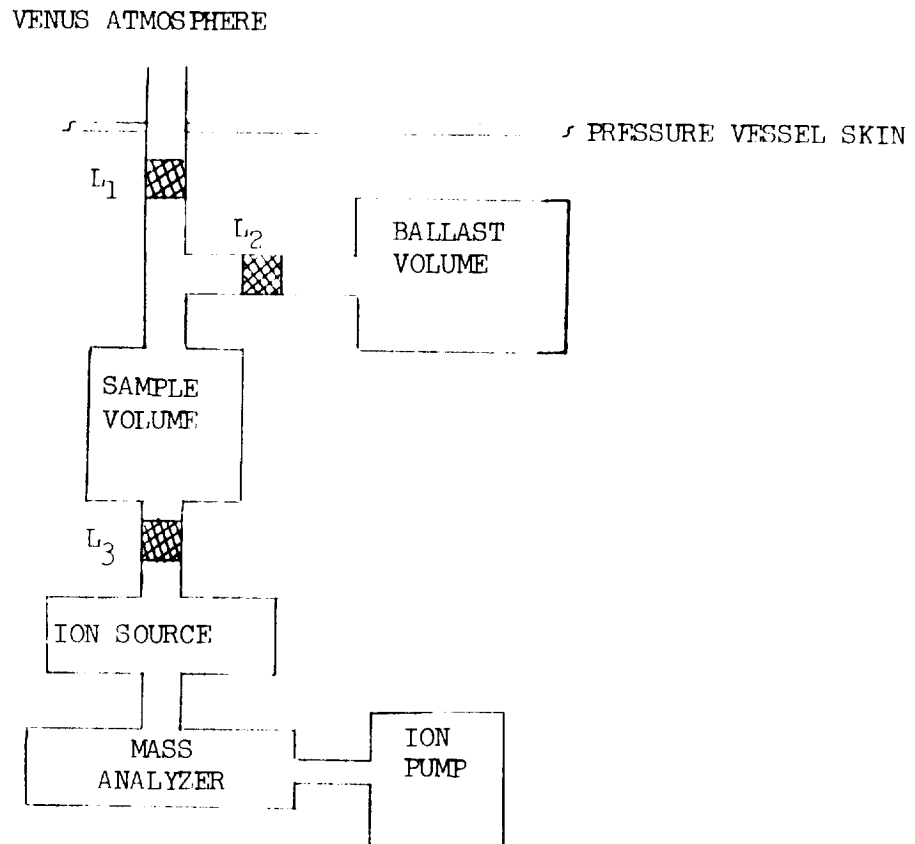 VENUS ATMOSPHERE
PRESSURE VESSEL SKIN
L1
L2
BALLAST
VOLUME
SAMPLE
VOLUME
L3
ION SOURCE
MASS
ANALYZER
ION
PUMP